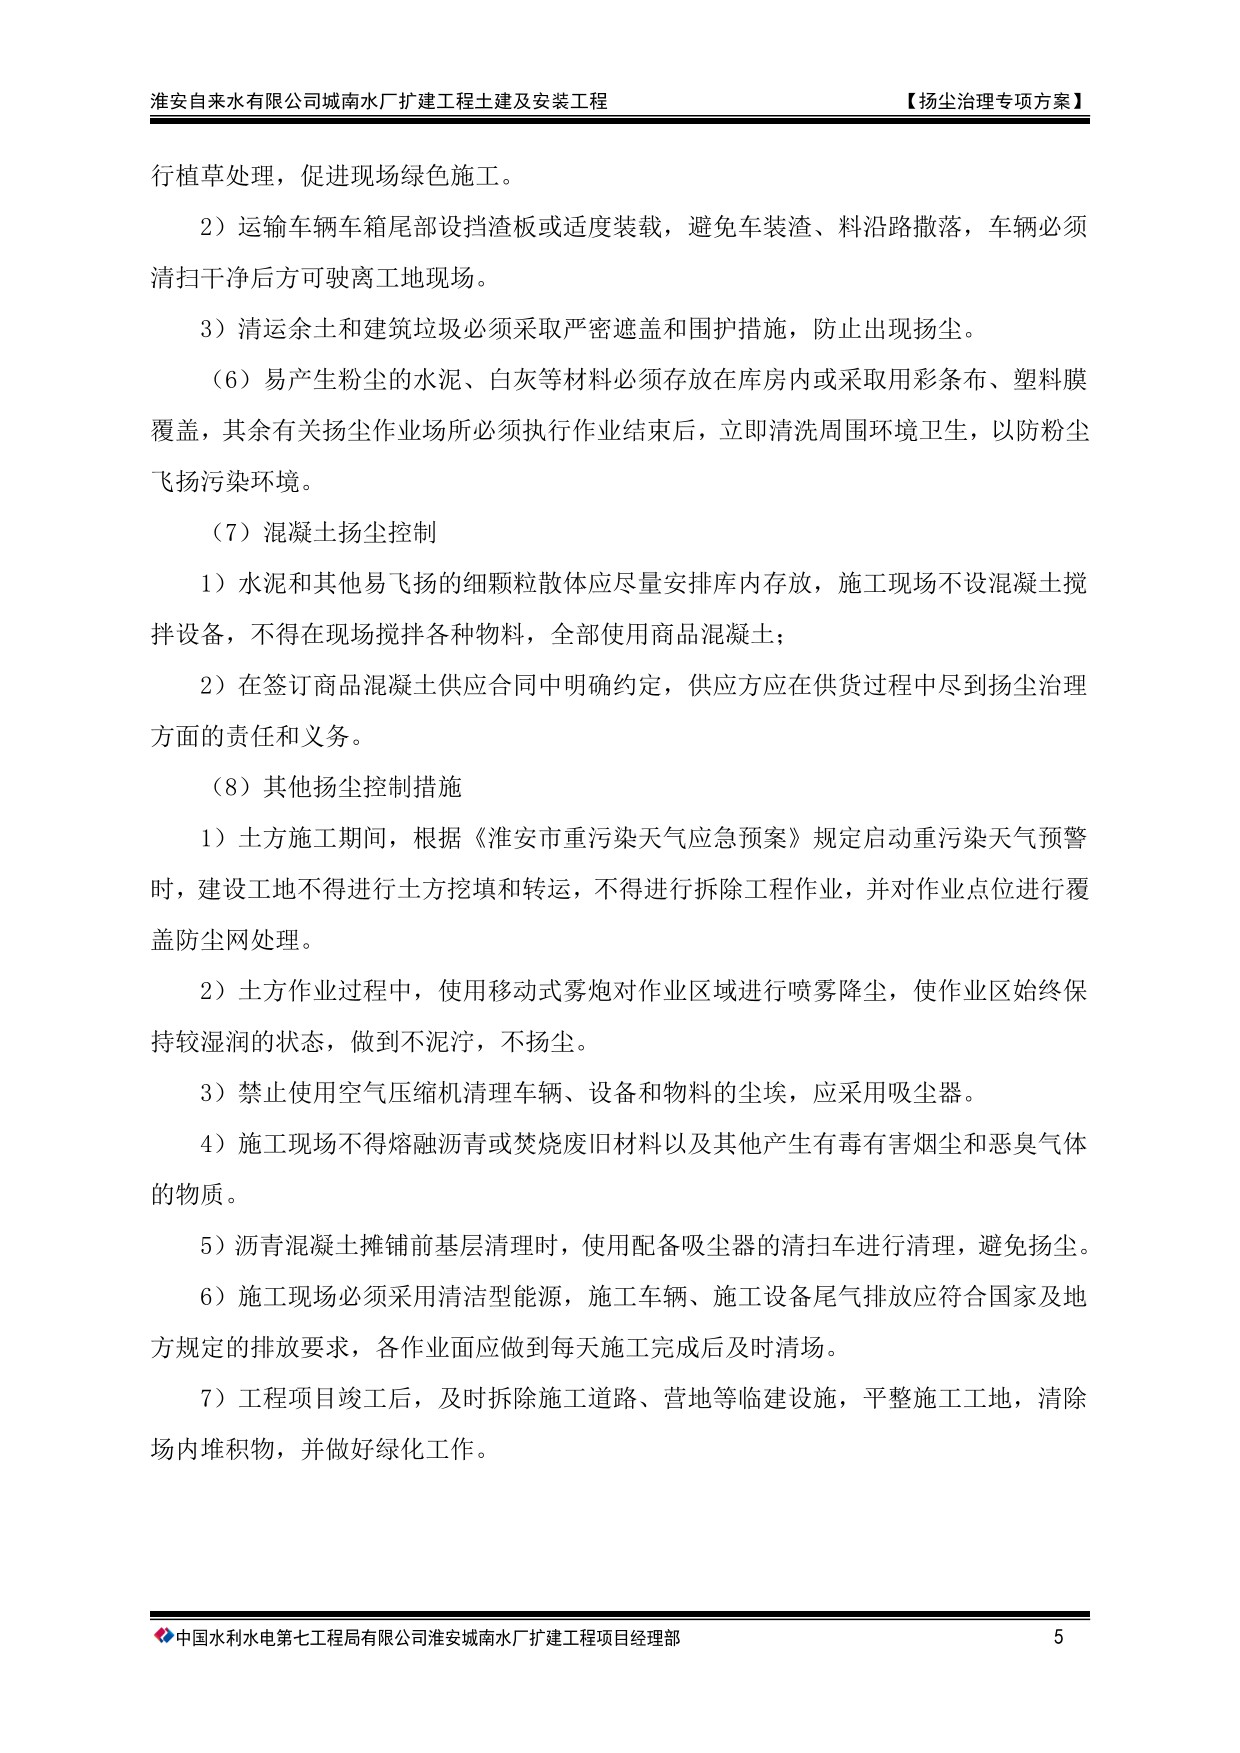 淮安自来水有限公司城南水厂扩建工程土建及安装工程 【扬尘治理专项方案】
行植草处理，促进现场绿色施工。
2）运输车辆车箱尾部设挡渣板或适度装载，避免车装渣、料沿路撒落，车辆必须
清扫干净后方可驶离工地现场。
3）清运余土和建筑垃圾必须采取严密遮盖和围护措施，防止出现扬尘。
（6）易产生粉尘的水泥、白灰等材料必须存放在库房内或采取用彩条布、塑料膜
覆盖，其余有关扬尘作业场所必须执行作业结束后，立即清洗周围环境卫生，以防粉尘
飞扬污染环境。
（7）混凝土扬尘控制
1）水泥和其他易飞扬的细颗粒散体应尽量安排库内存放，施工现场不设混凝土搅
拌设备，不得在现场搅拌各种物料，全部使用商品混凝土；
2）在签订商品混凝土供应合同中明确约定，供应方应在供货过程中尽到扬尘治理
方面的责任和义务。
（8）其他扬尘控制措施
1）土方施工期间，根据《淮安市重污染天气应急预案》规定启动重污染天气预警
时，建设工地不得进行土方挖填和转运，不得进行拆除工程作业，并对作业点位进行覆
盖防尘网处理。
2）土方作业过程中，使用移动式雾炮对作业区域进行喷雾降尘，使作业区始终保
持较湿润的状态，做到不泥泞，不扬尘。
3）禁止使用空气压缩机清理车辆、设备和物料的尘埃，应采用吸尘器。
4）施工现场不得熔融沥青或焚烧废旧材料以及其他产生有毒有害烟尘和恶臭气体
的物质。
5）沥青混凝土摊铺前基层清理时，使用配备吸尘器的清扫车进行清理，避免扬尘。
6）施工现场必须采用清洁型能源，施工车辆、施工设备尾气排放应符合国家及地
方规定的排放要求，各作业面应做到每天施工完成后及时清场。
7）工程项目竣工后，及时拆除施工道路、营地等临建设施，平整施工工地，清除
场内堆积物，并做好绿化工作。
中国水利水电第七工程局有限公司淮安城南水厂扩建工程项目经理部 5